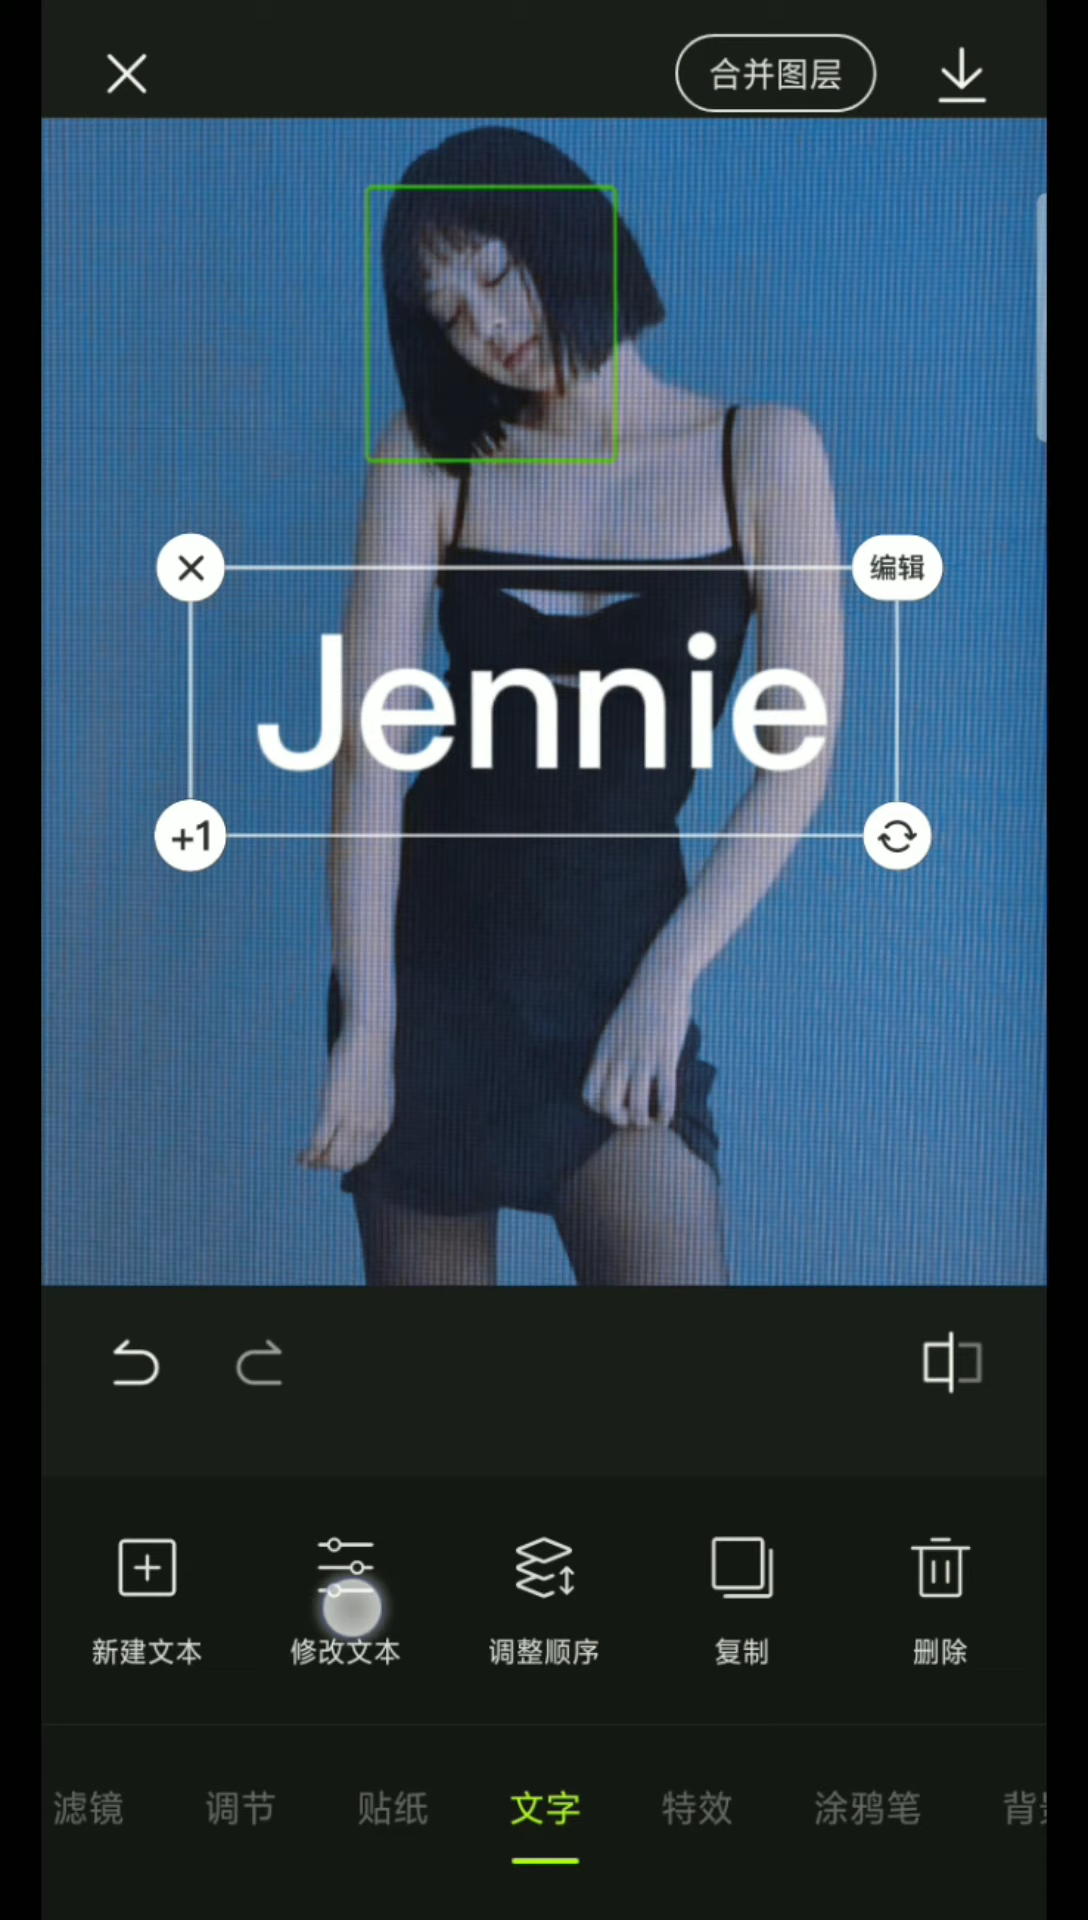 合并图层
编辑
Jennie
+1
新建文本 修改文本 调整顺序 复制 删除
滤镜 调节 贴纸 文字 特效 涂鸦笔 背